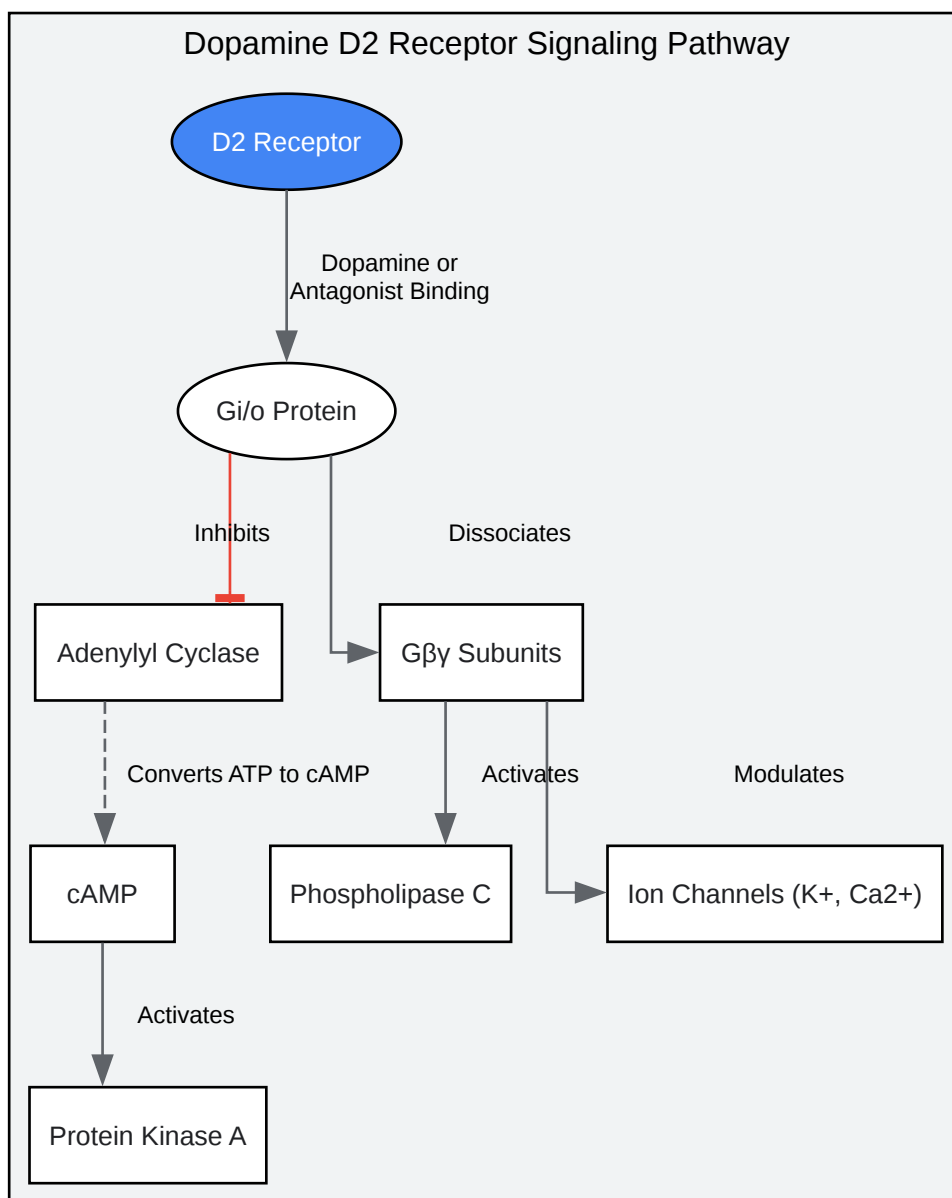 Dopamine D2 Receptor Signaling Pathway
D2 Receptor
Dopamine or
Antagonist Binding
Gi/o Protein
Inhibits
Dissociates
Adenylyl Cyclase
Gβγ Subunits
Converts ATP to cAMP
Activates
Modulates
cAMP
Phospholipase C
Ion Channels (K+, Ca2+)
Activates
Protein Kinase A